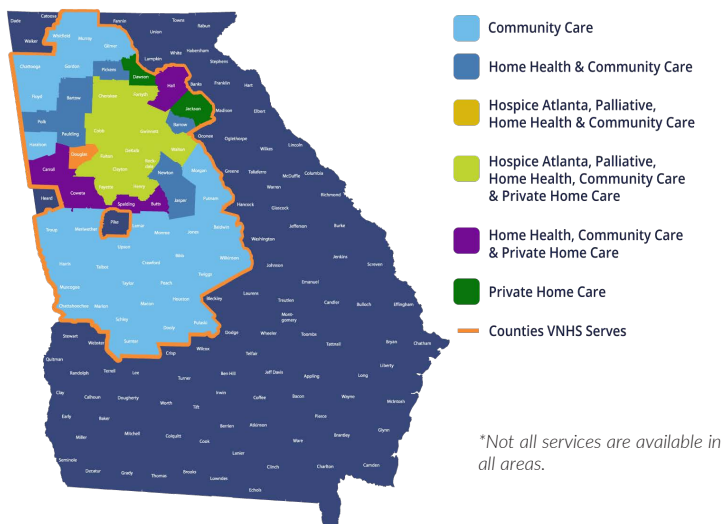 Dade
Catoosa
Fannin
Towns
Rabun
Walker
Whitfield
Murray
Gilmer
Union
White
Habersham
Lumpkin
Stephens
Chattooga
Gordon
Pickens
Dawson
Hall
Banks
Franklin
Hart
Floyd
Bartow
Cherokee
Forsyth
Jackson
Madison
Elbert
Polk
Paulding
Cobb
Gwinnett
Barrow
Oconee
Oglethorpe
Wilkes
Lincoln
Haralson
Douglas
Fulton
DeKalb
Walton
Morgan
Greene
Taliaferro
McDuffie
Columbia
Carroll
Clayton
Rock-
dale
Newton
Warren
Richmond
Heard
Coweta
Fayette
Henry
Jasper
Putnam
Hancock
Glascock
Spalding
Butts
Troup
Meriwether
Pike
Lamar
Monroe
Jones
Baldwin
Washington
Jefferson
Burke
Upson
Bibb
Wilkinson
Jenkins
Screven
Harris
Talbot
Crawford
Twiggs
Johnson
Emanuel
Muscogee
Taylor
Peach
Houston
Bleckley
Laurens
Treutlen
Candler
Bulloch
Effingham
Chattahoochee
Marion
Macon
Schley
Dooly
Pulaski
Dodge
Mont-
gomery
Wheeler
Toombs
Tattnall
Bryan
Chatham
Stewart
Webster
Sumter
Crisp
Wilcox
Telfair
Quitman
Randolph
Terrell
Lee
Turner
Ben Hill
Jeff Davis
Appling
Long
Liberty
Clay
Calhoun
Dougherty
Worth
Tift
Irwin
Coffee
Bacon
Wayne
McIntosh
Early
Baker
Pierce
Miller
Mitchell
Colquitt
Cook
Berrien
Atkinson
Ware
Brantley
Glynn
Seminole
Decatur
Grady
Thomas
Brooks
Lowndes
Lanier
Clinch
Charlton
Camden
Echols
Community Care
Home Health & Community Care
Hospice Atlanta, Palliative,
Home Health & Community Care
Hospice Atlanta, Palliative,
Home Health, Community Care
& Private Home Care
Home Health, Community Care
& Private Home Care
Private Home Care
Counties VNHS Serves
*Not all services are available in
all areas.